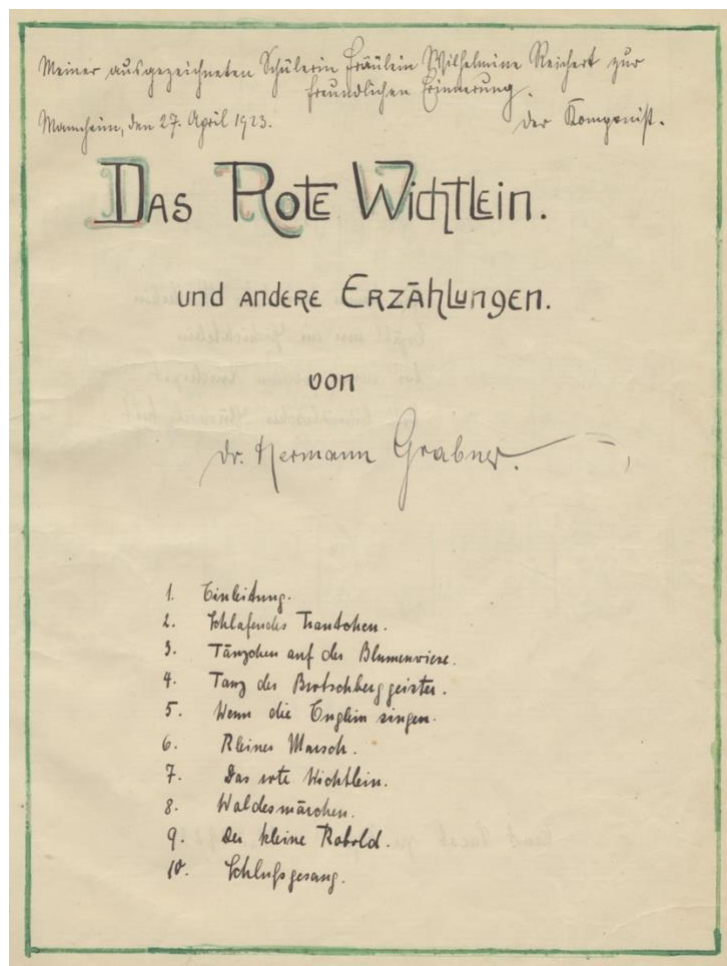 Meiner ausgezeichneten Schülerin Fräulein Wilhelmine Reichert zur
freundlichen Erinnerung.
Mannheim, den 27. April 1923. Der Komponist.
Das Rote Wichtlein.
und andere Erzählungen.
von
Dr. Hermann Grabner.
1. Einleitung.
2. Schlafendes Trautchen.
3. Tänzchen auf der Blumenwiese.
4. Tanz der Brotschberggeister.
5. Wenn die Englein singen.
6. Kleiner Marsch.
7. Das rote Wichtlein.
8. Waldesmärchen.
9. Der kleine Kobold.
10. Schlußgesang.